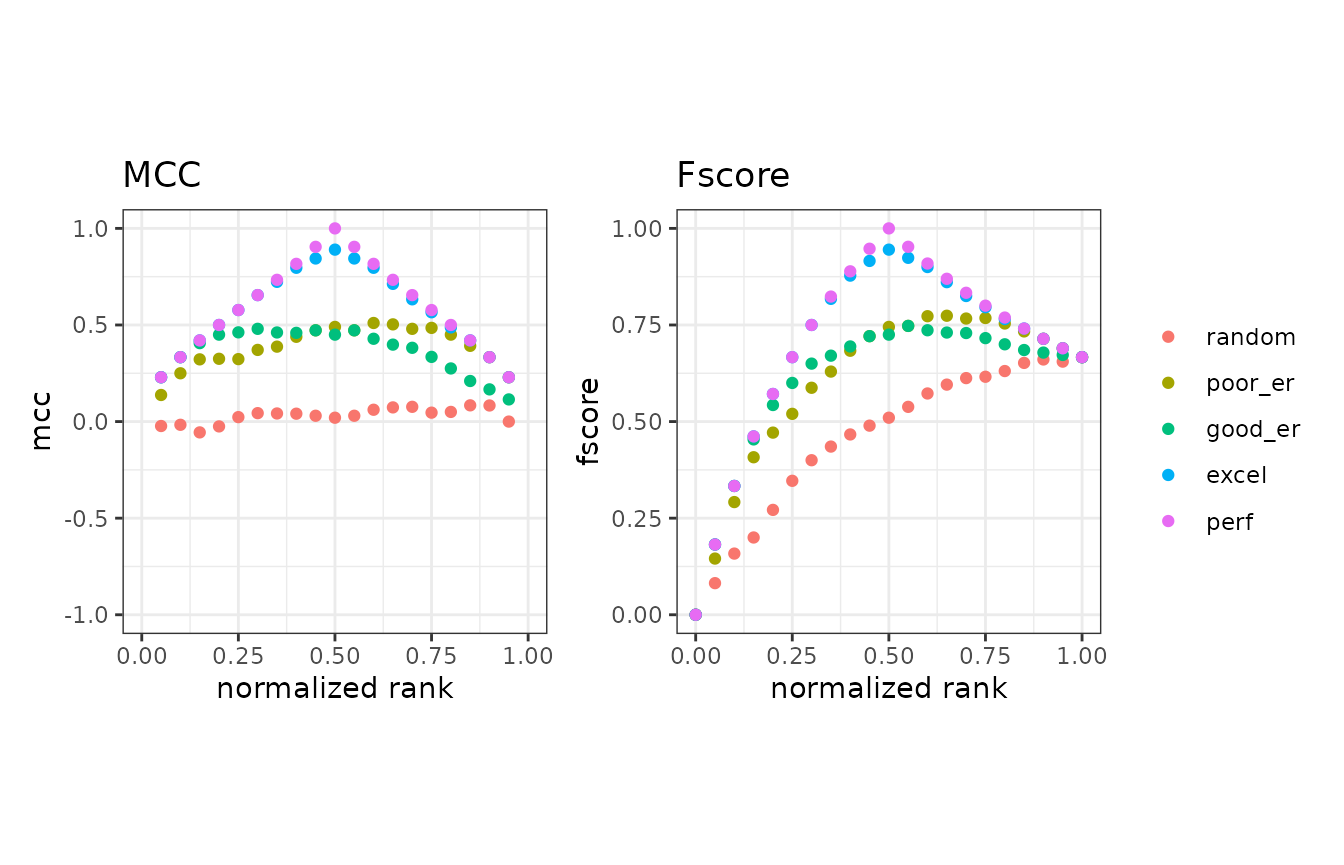 MCC
Fscore
1.0
0.5
0.0
-0.5
-1.0
mcc
0.00 0.25 0.50 0.75 1.00
normalized rank
1.00
0.75
0.50
0.25
0.00
fscore
0.00 0.25 0.50 0.75 1.00
normalized rank
random
poor_er
good_er
excel
perf